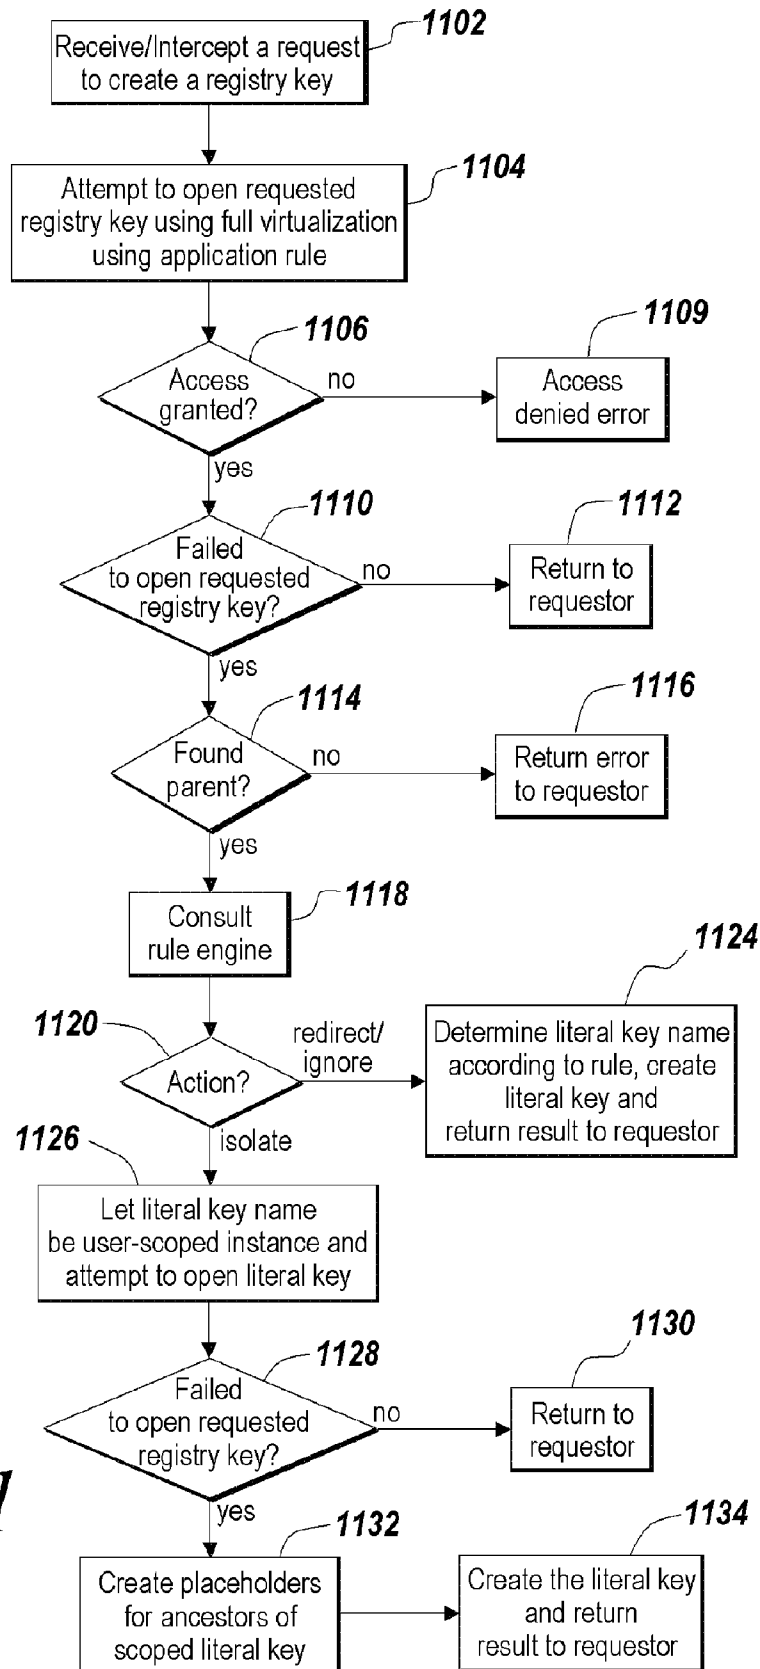 1102
Receive/Intercept a request
to create a registry key
1104
Attempt to open requested
registry key using full virtualization
using application rule
1106
Access
granted?
no
1109
Access
denied error
yes
1110
Failed
to open requested
registry key?
no
1112
Return to
requestor
yes
1114
Found
parent?
no
1116
Return error
to requestor
yes
1118
Consult
rule engine
1120
Action?
redirect/
ignore
1124
Determine literal key name
according to rule, create
literal key and
return result to requestor
isolate
1126
Let literal key name
be user-scoped instance and
attempt to open literal key
1128
Failed
to open requested
registry key?
no
1130
Return to
requestor
yes
1132
Create placeholders
for ancestors of
scoped literal key
1134
Create the literal key
and return
result to requestor